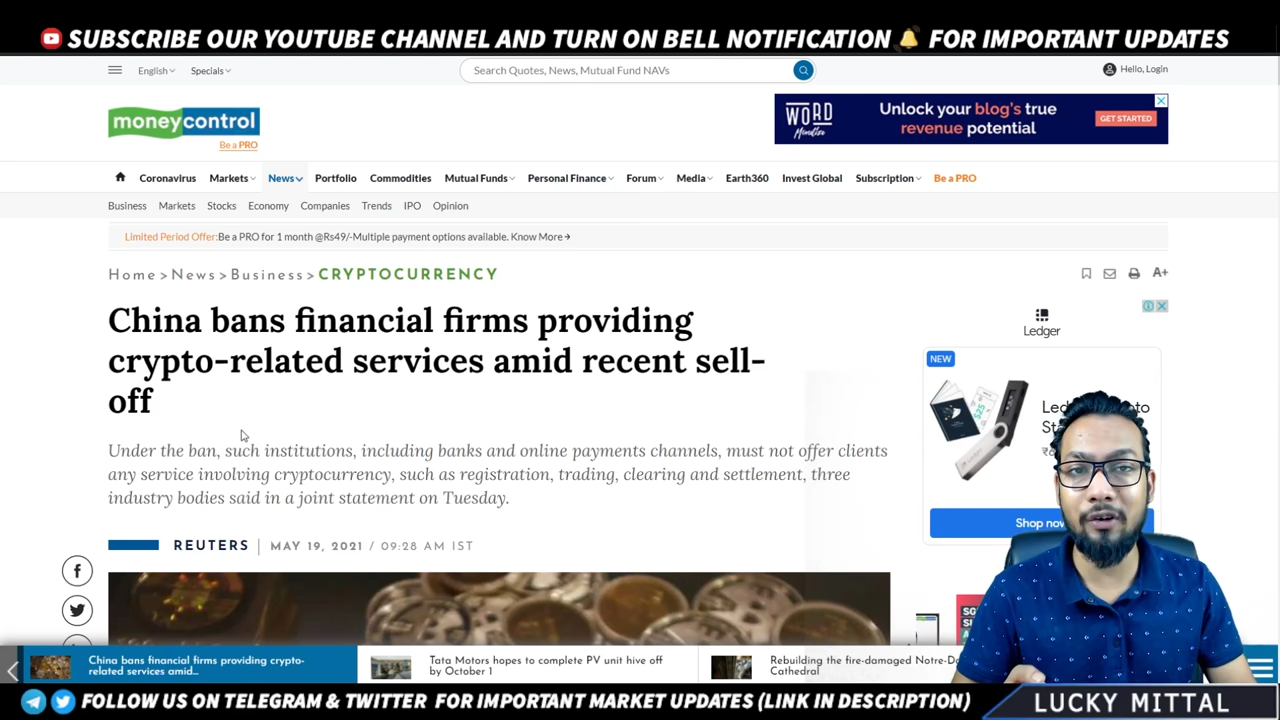 SUBSCRIBE OUR YOUTUBE CHANNEL AND TURN ON BELL NOTIFICATION FOR IMPORTANT UPDATES
English Specials Search Quotes, News, Mutual Fund NAVs Hello, Login
moneycontrol
Be a PRO
WORD
Monetize
Unlock your blog's true
revenue potential
GET STARTED
Coronavirus Markets News Portfolio Commodities Mutual Funds Personal Finance Forum Media Earth360 Invest Global Subscription Be a PRO
Business Markets Stocks Economy Companies Trends IPO Opinion
Limited Period Offer:Be a PRO for 1 month @Rs49/-Multiple payment options available. Know More →
Home > News > Business > CRYPTOCURRENCY
A+
China bans financial firms providing
crypto-related services amid recent sell-
off
Under the ban, such institutions, including banks and online payments channels, must not offer clients
any service involving cryptocurrency, such as registration, trading, clearing and settlement, three
industry bodies said in a joint statement on Tuesday.
REUTERS | MAY 19, 2021 / 09:28 AM IST
Ledger
NEW
$25
Shop now
China bans financial firms providing crypto-
related services amid...
Tata Motors hopes to complete PV unit hive off
by October 1
Rebuilding the fire-damaged
Cathedral
FOLLOW US ON TELEGRAM & TWITTER FOR IMPORTANT MARKET UPDATES (LINK IN DESCRIPTION)
LUCKY MITTAL